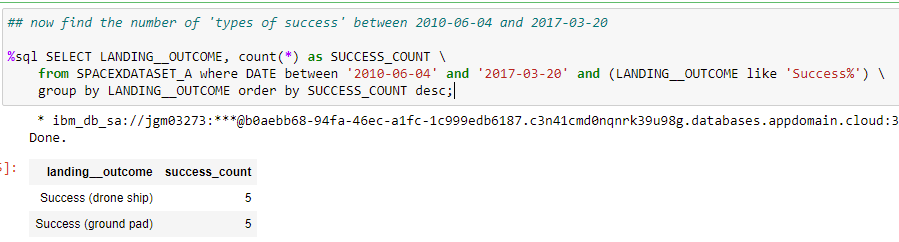 ## now find the number of 'types of success' between 2010-06-04 and 2017-03-20
%sql SELECT LANDING__OUTCOME, count(*) as SUCCESS_COUNT \
from SPACEXDATASET_A where DATE between '2010-06-04' and '2017-03-20' and (LANDING__OUTCOME like 'Success%') \
group by LANDING__OUTCOME order by SUCCESS_COUNT desc;
* ibm_db_sa://jgm03273:***@b0aebb68-94fa-46ec-a1fc-1c999edb6187.c3n41cmd0nqnrk39u98g.databases.appdomain.cloud:3
Done.
]:
landing__outcome success_count
Success (drone ship) 5
Success (ground pad) 5